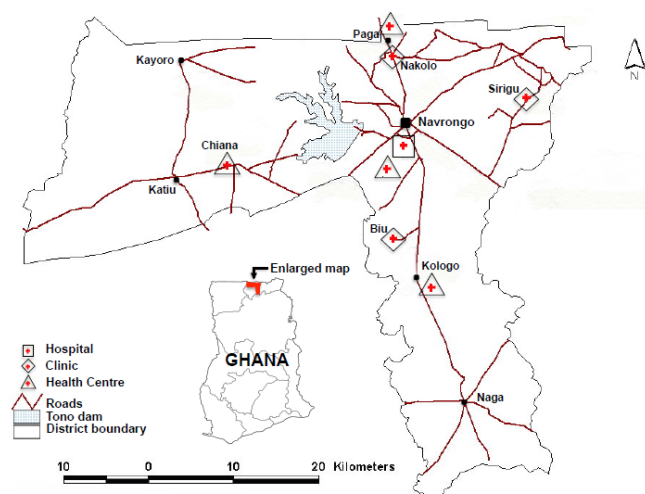 Paga
Nakolo
Kayoro
Sirigu
N
Navrongo
Chiana
Katiu
Biu
Kologo
Enlarged map
GHANA
Hospital
Clinic
Health Centre
Roads
Tono dam
District boundary
Naga
10 0 10 20 Kilometers